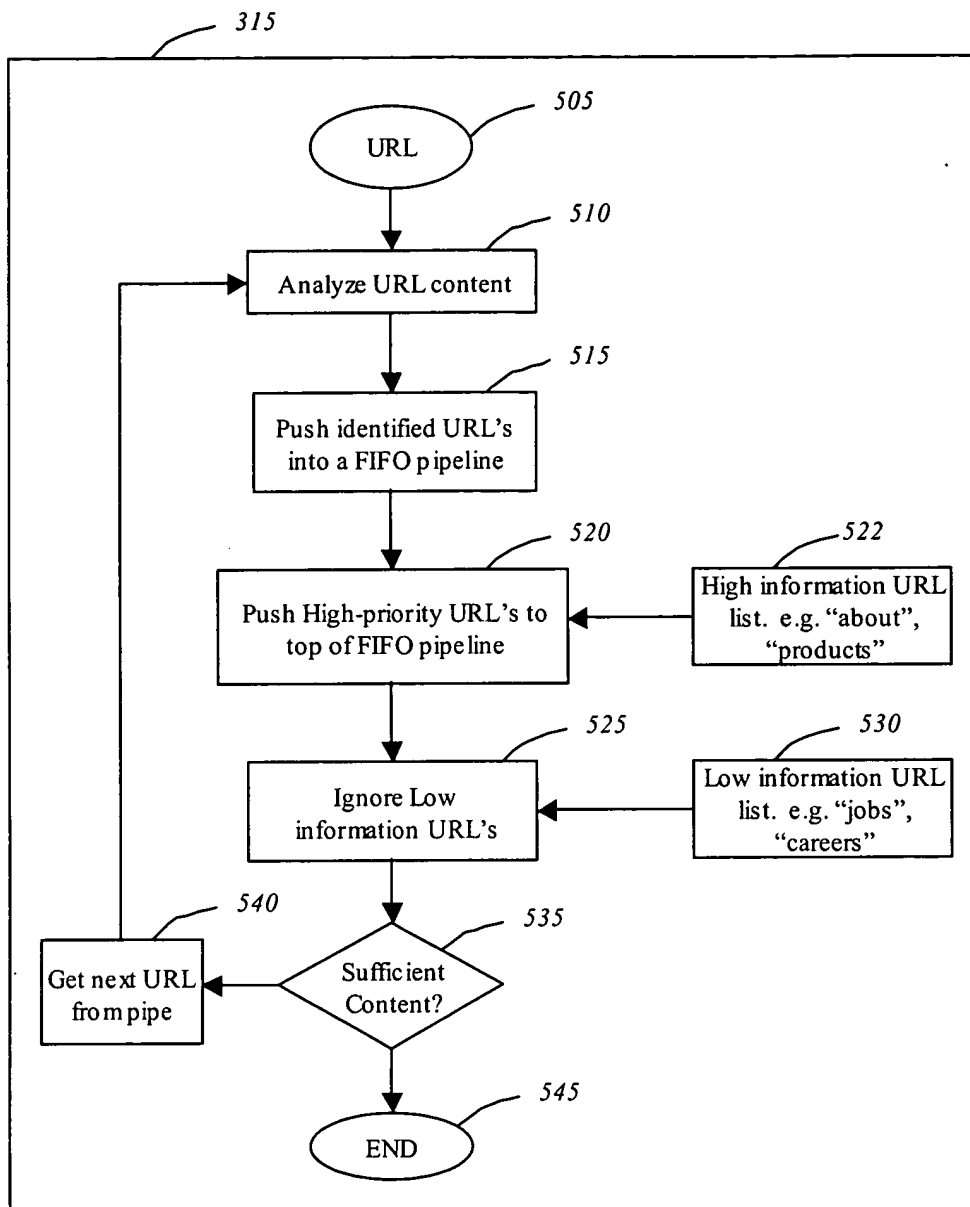 315
505
URL
510
Analyze URL content
515
Push identified URL's
into a FIFO pipeline
520
522
Push High-priority URL's to
top of FIFO pipeline
High information URL
list. e.g. "about",
"products"
525
530
Ignore Low
information URL's
Low information URL
list. e.g. "jobs",
"careers"
540
535
Get next URL
from pipe
Sufficient
Content?
545
END